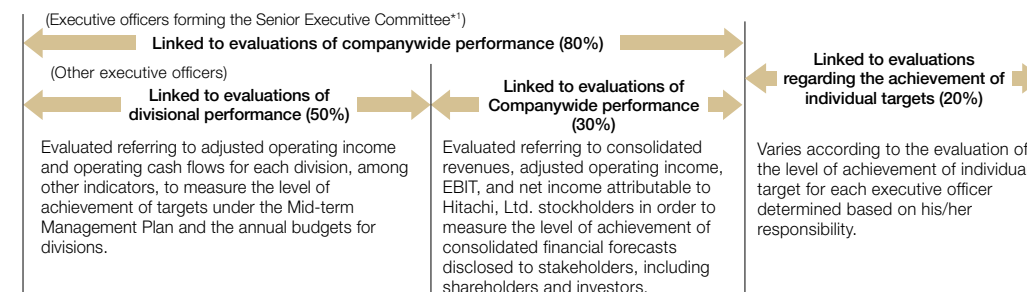 (Executive officers forming the Senior Executive Committee*1)
Linked to evaluations of companywide performance (80%)
(Other executive officers)
Linked to evaluations of
divisional performance (50%)
Evaluated referring to adjusted operating income
and operating cash flows for each division, among
other indicators, to measure the level of
achievement of targets under the Mid-term
Management Plan and the annual budgets for
divisions.
Linked to evaluations of
Companywide performance
(30%)
Evaluated referring to consolidated
revenues, adjusted operating income,
EBIT, and net income attributable to
Hitachi, Ltd. stockholders in order to
measure the level of achievement of
consolidated financial forecasts
disclosed to stakeholders, including
shareholders and investors.
Linked to evaluations
regarding the achievement of
individual targets (20%)
Varies according to the evaluation of
the level of achievement of individua
target for each executive officer
determined based on his/her
responsibility.